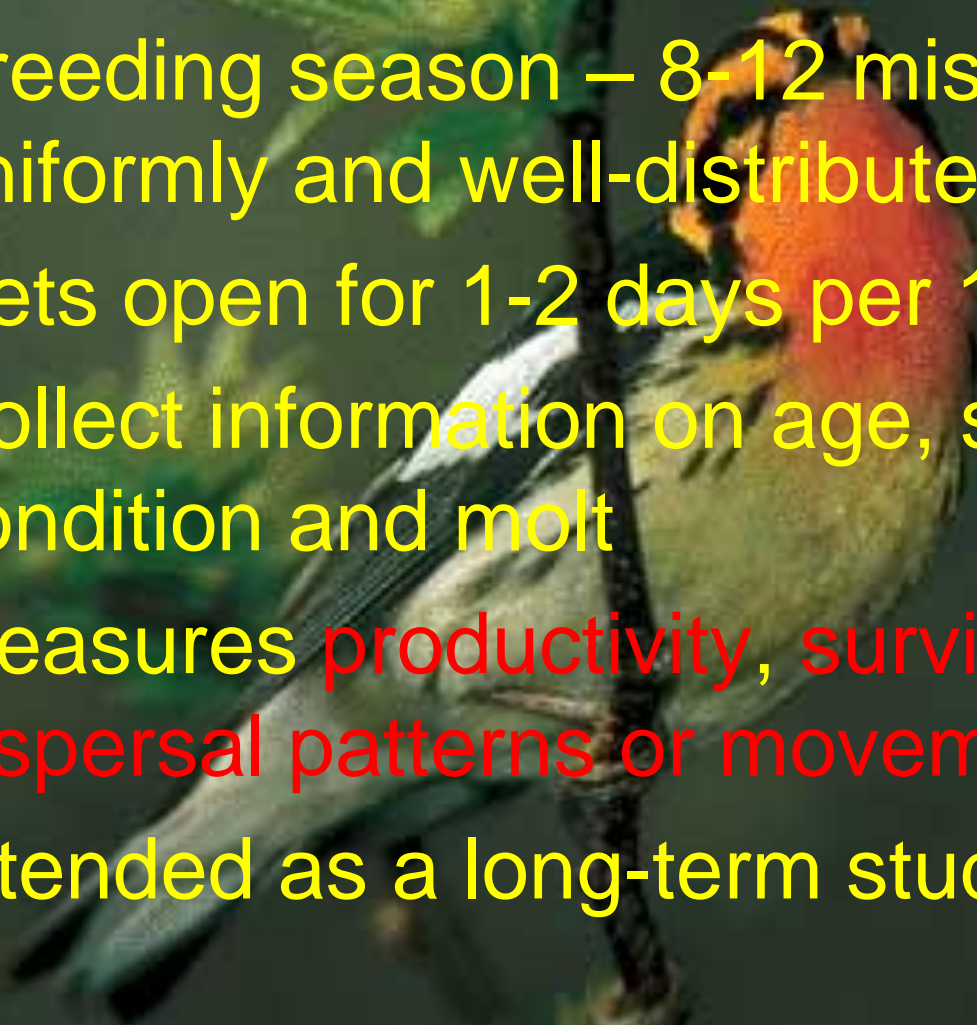 reeding season – 8-12 mis
niformly and well-distribute
ets open for 1-2 days per 1
ollect information on age, s
ondition and molt
easures productivity, survi
spersal patterns or movem
tended as a long-term stud